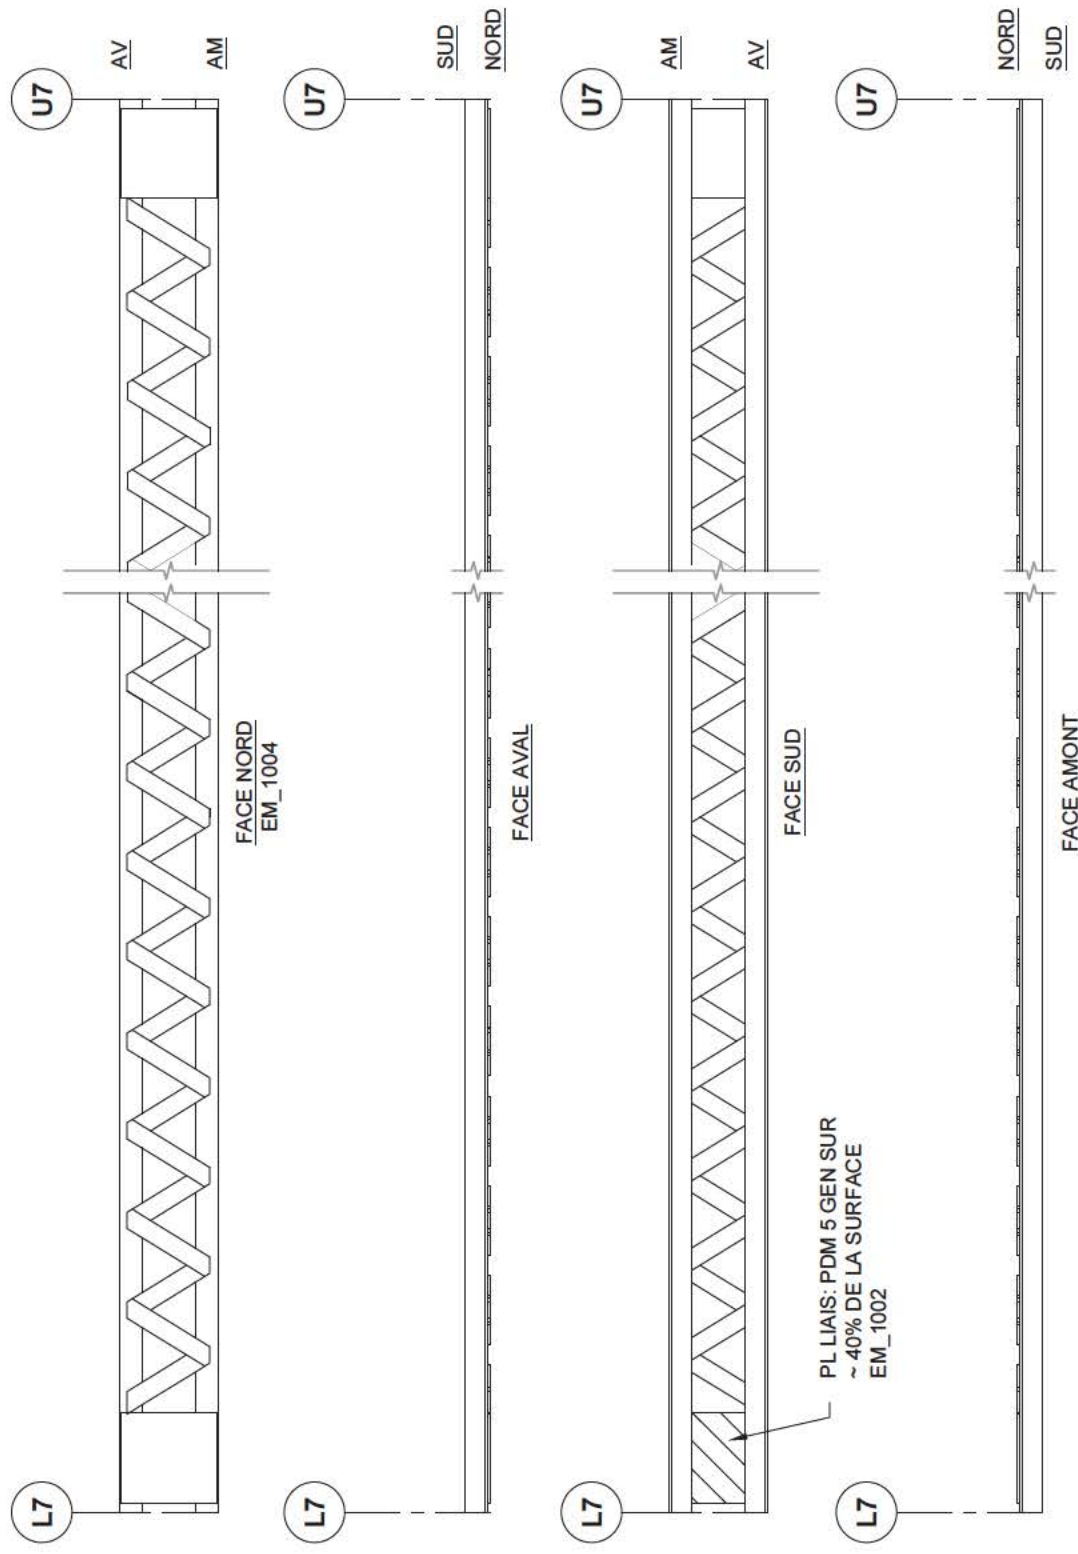 L7
U7
AV
AM
FACE NORD
EM_1004
L7
U7
SUD
NORD
FACE AVAL
L7
U7
AM
AV
PL LIAIS: PDM 5 GEN SUR
~ 40% DE LA SURFACE
EM_1002
FACE SUD
L7
U7
NORD
SUD
FACE AMONT